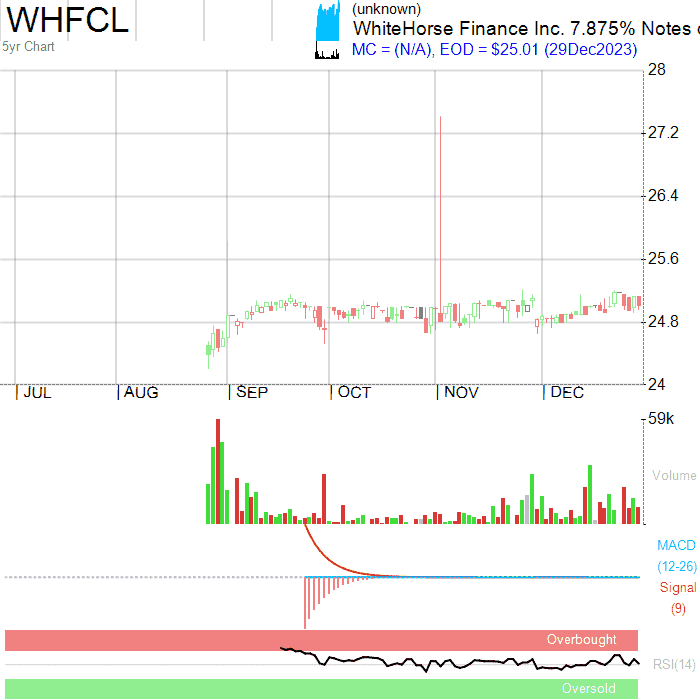 WHFCL
5yr Chart
(unknown)
WhiteHorse Finance Inc. 7.875% Notes
MC = (N/A), EOD = $25.01 (29Dec2023)
28
27.2
26.4
25.6
24.8
24
JUL AUG SEP OCT NOV DEC
59k
Volume
MACD
(12-26)
Signal
(9)
Overbought
RSI(14)
Oversold